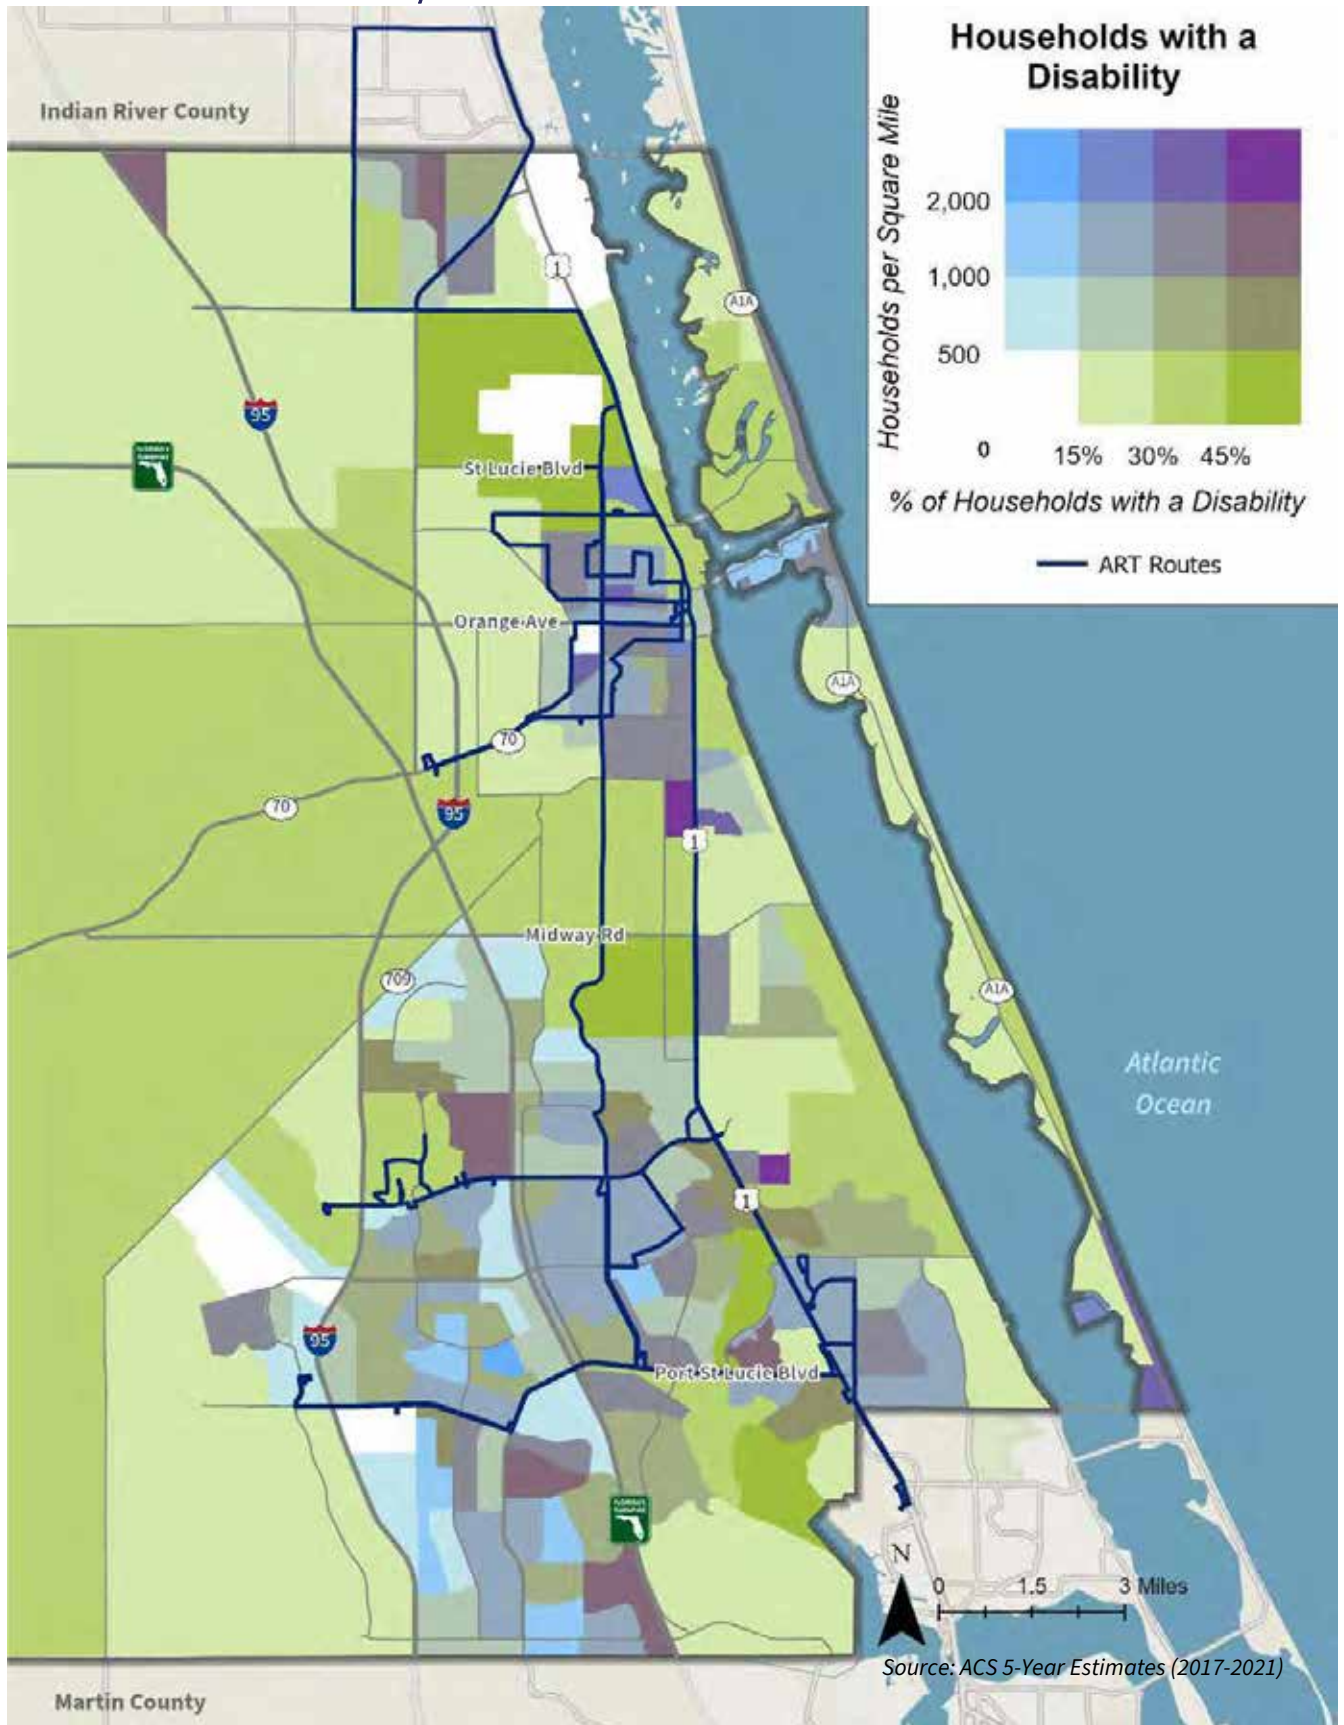 Households with a
Disability
Households per Square Mile
2,000
1,000
500
0
15% 30% 45%
% of Households with a Disability
ART Routes
Indian River County
1
A1A
95
St Lucie Blvd
Orange Ave
A1A
70
70
95
1
Midway Rd
709
A1A
Atlantic
Ocean
1
95
Port St Lucie Blvd
N
0 1.5 3 Miles
Source: ACS 5-Year Estimates (2017-2021)
Martin County